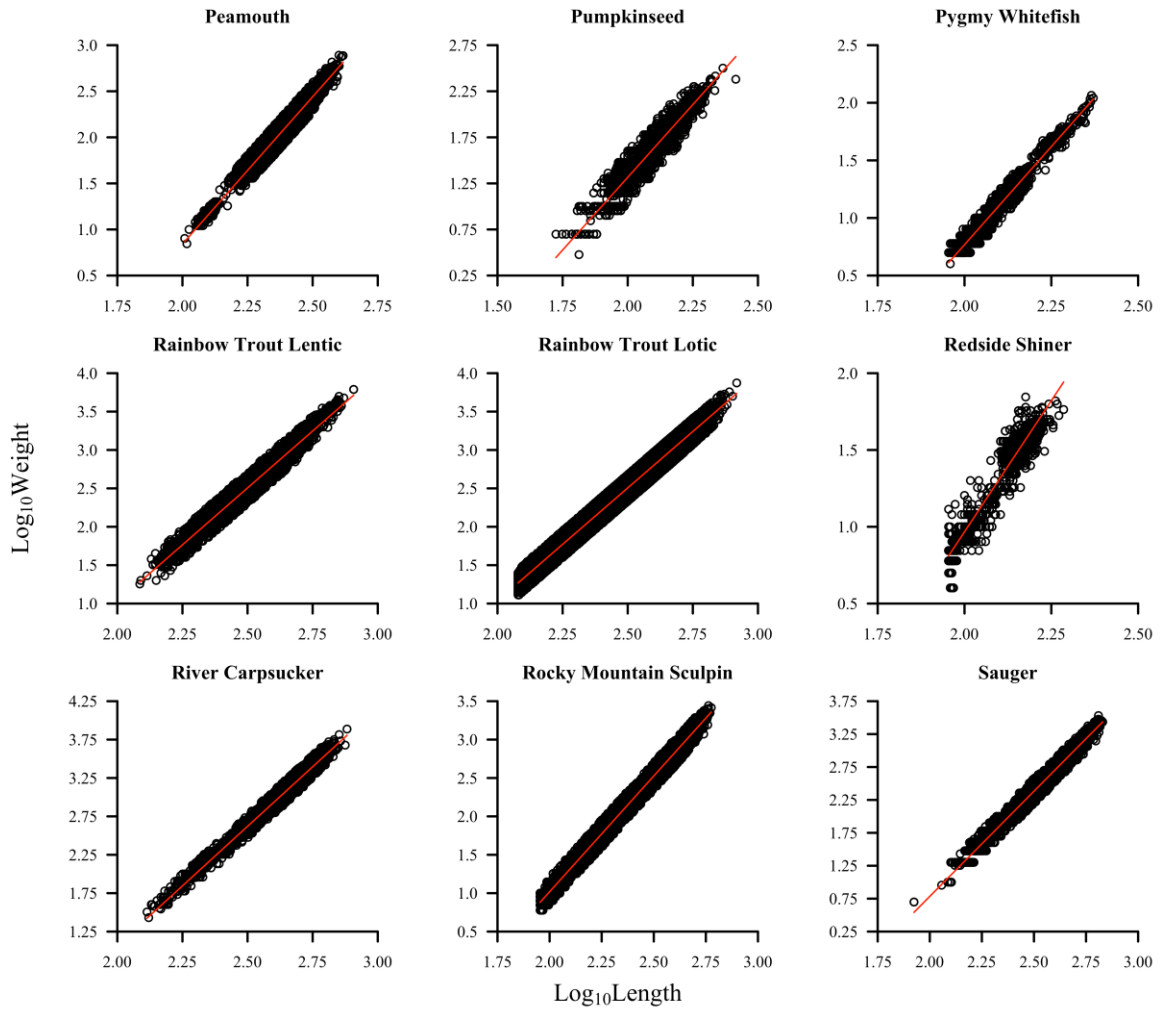 Peamouth
Pumpkinseed
Pygmy Whitefish
3.0
2.5
2.0
1.5
1.0
0.5
1.75 2.00 2.25 2.50 2.75
2.75
2.25
1.75
1.25
0.75
0.25
1.50 1.75 2.00 2.25 2.50
2.5
2.0
1.5
1.0
0.5
1.75 2.00 2.25 2.50
Rainbow Trout Lentic
Rainbow Trout Lotic
Redside Shiner
4.0
3.5
3.0
2.5
2.0
1.5
1.0
2.00 2.25 2.50 2.75 3.00
4.0
3.5
3.0
2.5
2.0
1.5
1.0
2.00 2.25 2.50 2.75 3.00
2.0
1.5
1.0
0.5
1.75 2.00 2.25 2.50
Log₁₀Weight
River Carpsucker
Rocky Mountain Sculpin
Sauger
4.25
3.75
3.25
2.75
2.25
1.75
1.25
2.00 2.25 2.50 2.75 3.00
3.5
3.0
2.5
2.0
1.5
1.0
0.5
1.75 2.00 2.25 2.50 2.75 3.00
3.75
3.25
2.75
2.25
1.75
1.25
0.75
0.25
1.75 2.00 2.25 2.50 2.75 3.00
Log₁₀Length